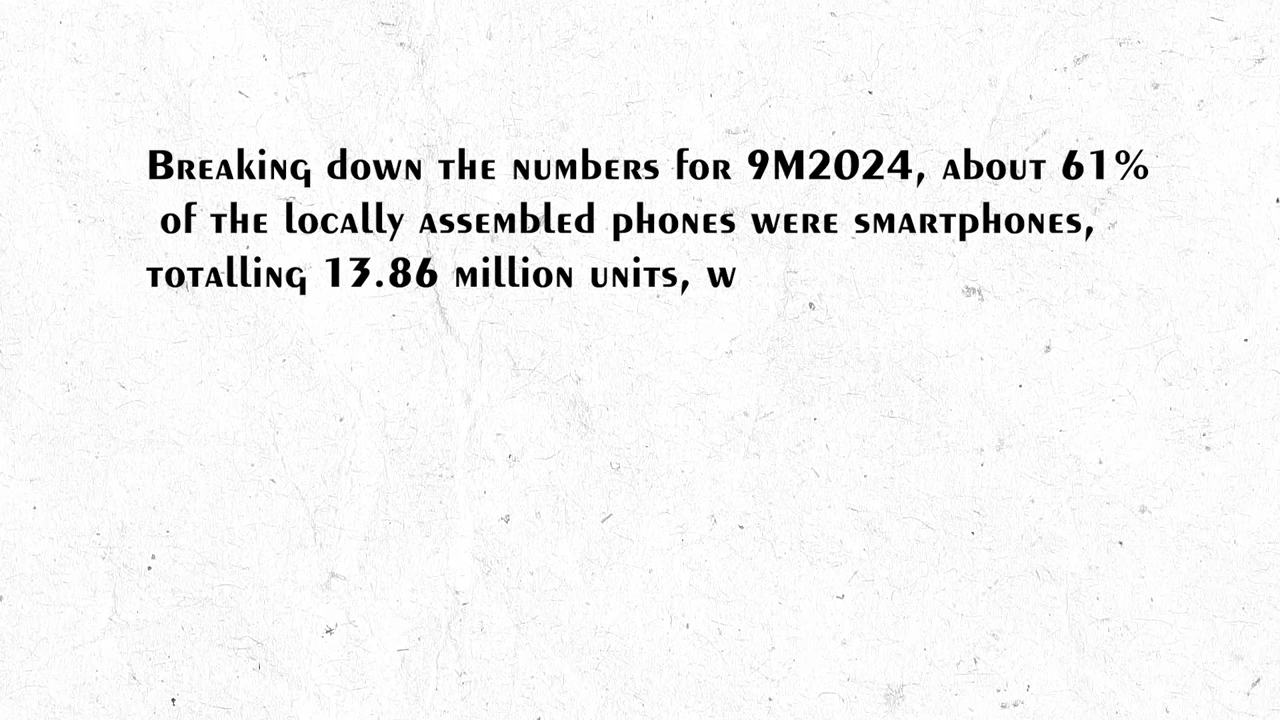 Breaking down the numbers for 9M2024, about 61%
of the locally assembled phones were smartphones,
totalling 13.86 million units, w